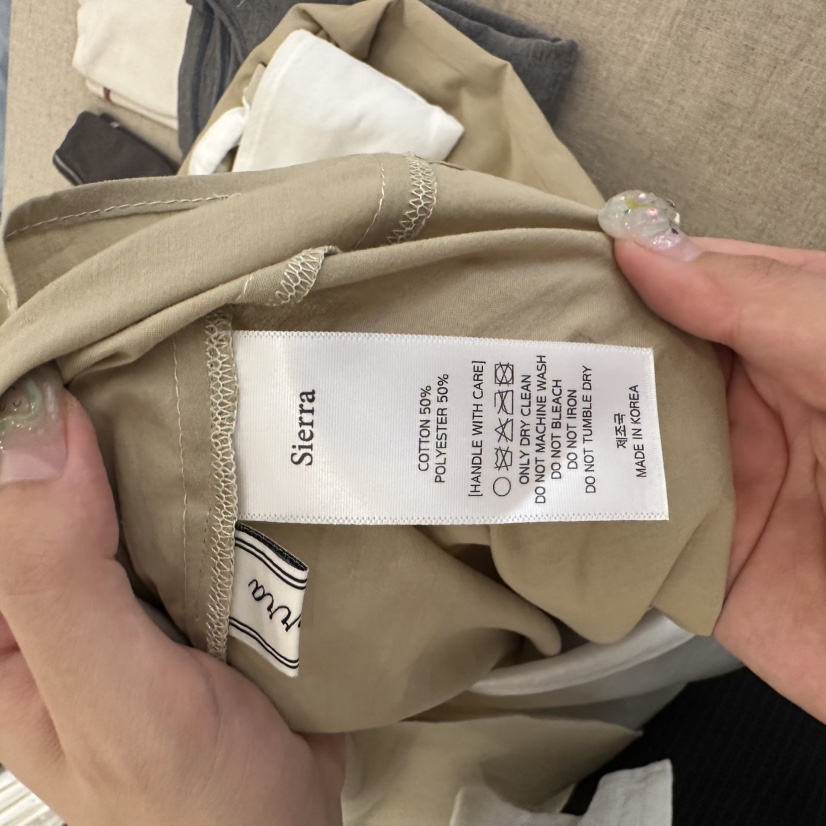 Sierra
COTTON 50%
POLYESTER 50%
[HANDLE WITH CARE]
ONLY DRY CLEAN
DO NOT MACHINE WASH
DO NOT BLEACH
DO NOT IRON
DO NOT TUMBLE DRY
제조국
MADE IN KOREA